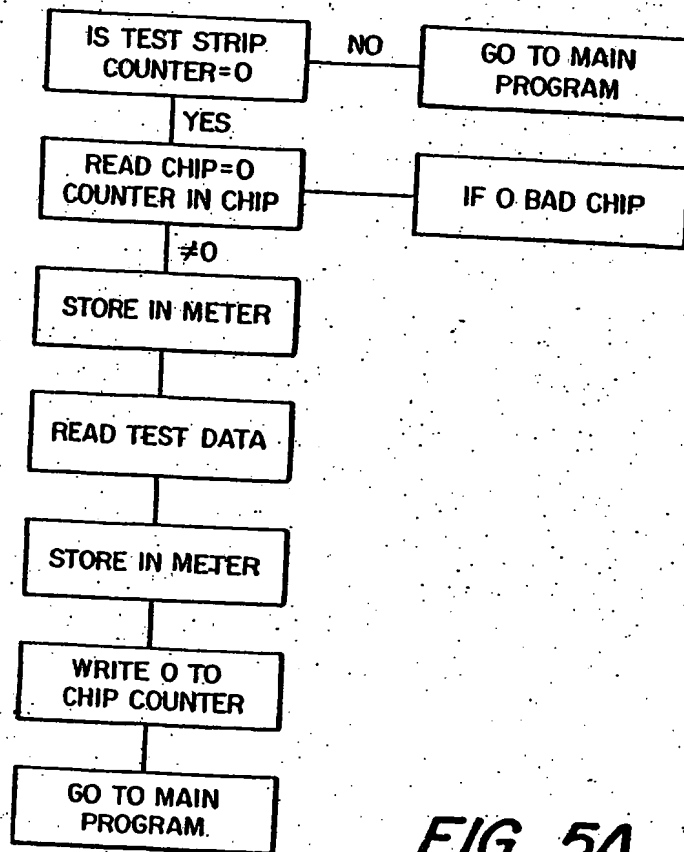 IS TEST STRIP
COUNTER=0
NO
GO TO MAIN
PROGRAM
YES
READ CHIP=0
COUNTER IN CHIP
IF 0 BAD CHIP
≠0
STORE IN METER
READ TEST DATA
STORE IN METER
WRITE 0 TO
CHIP COUNTER
GO TO MAIN
PROGRAM
FIG. 5A